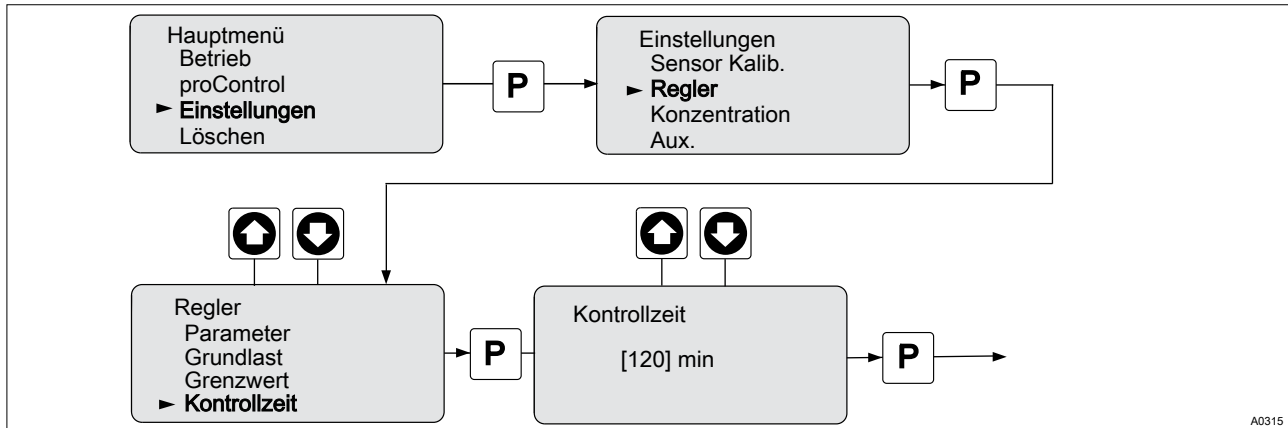 Hauptmenü
Betrieb
proControl
► Einstellungen
Löschen
P
Einstellungen
Sensor Kalib.
► Regler
Konzentration
Aux.
P
Regler
Parameter
Grundlast
Grenzwert
► Kontrollzeit
P
Kontrollzeit
[120] min
P
A0315